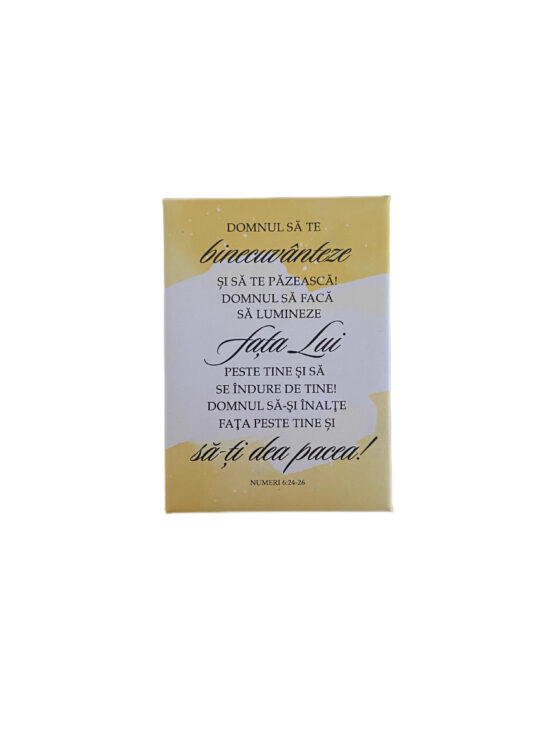 DOMNUL SĂ TE
binecuvânteze
ȘI SĂ TE PĂZEASCĂ!
DOMNUL SĂ FACĂ
SĂ LUMINEZE
fața Lui
PESTE TINE ȘI SĂ
SE ÎNDURE DE TINE!
DOMNUL SĂ-ȘI ÎNALȚE
FAȚA PESTE TINE ȘI
să-ți dea pacea!
NUMERI 6:24-26